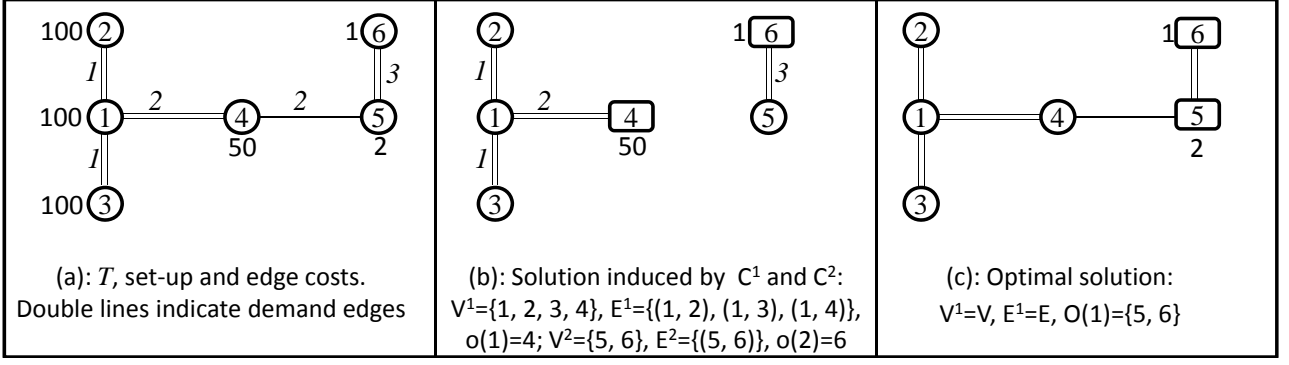 100 2 1 6
1 3
100 1 2 4 2 5
50 2
1
100 3
(a): T, set-up and edge costs.
Double lines indicate demand edges
2 1 6
1 3
1 2 4 5
50
1
3
(b): Solution induced by C¹ and C²:
V¹={1, 2, 3, 4}, E¹={(1, 2), (1, 3), (1, 4)},
o(1)=4; V²={5, 6}, E²={(5, 6)}, o(2)=6
2 1 6
1 4 5
2
3
(c): Optimal solution:
V¹=V, E¹=E, O(1)={5, 6}